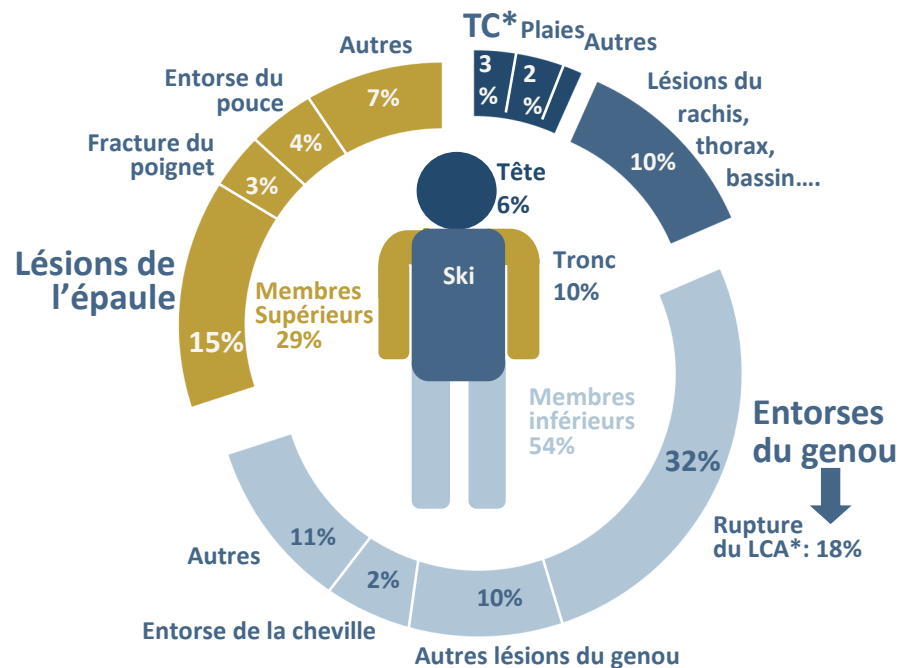 TC* Plaies Autres
3
%
2
%
Lésions du
rachis,
thorax,
bassin....
10%
Autres
7%
Entorse du
pouce
4%
Fracture du
poignet
3%
Lésions de
l’épaule
15%
Membres
Supérieurs
29%
Tête
6%
Ski
Tronc
10%
Membres
inférieurs
54%
Entorses
du genou
32%
Rupture
du LCA*: 18%
11%
Autres
2%
Entorse de la cheville
10%
Autres lésions du genou